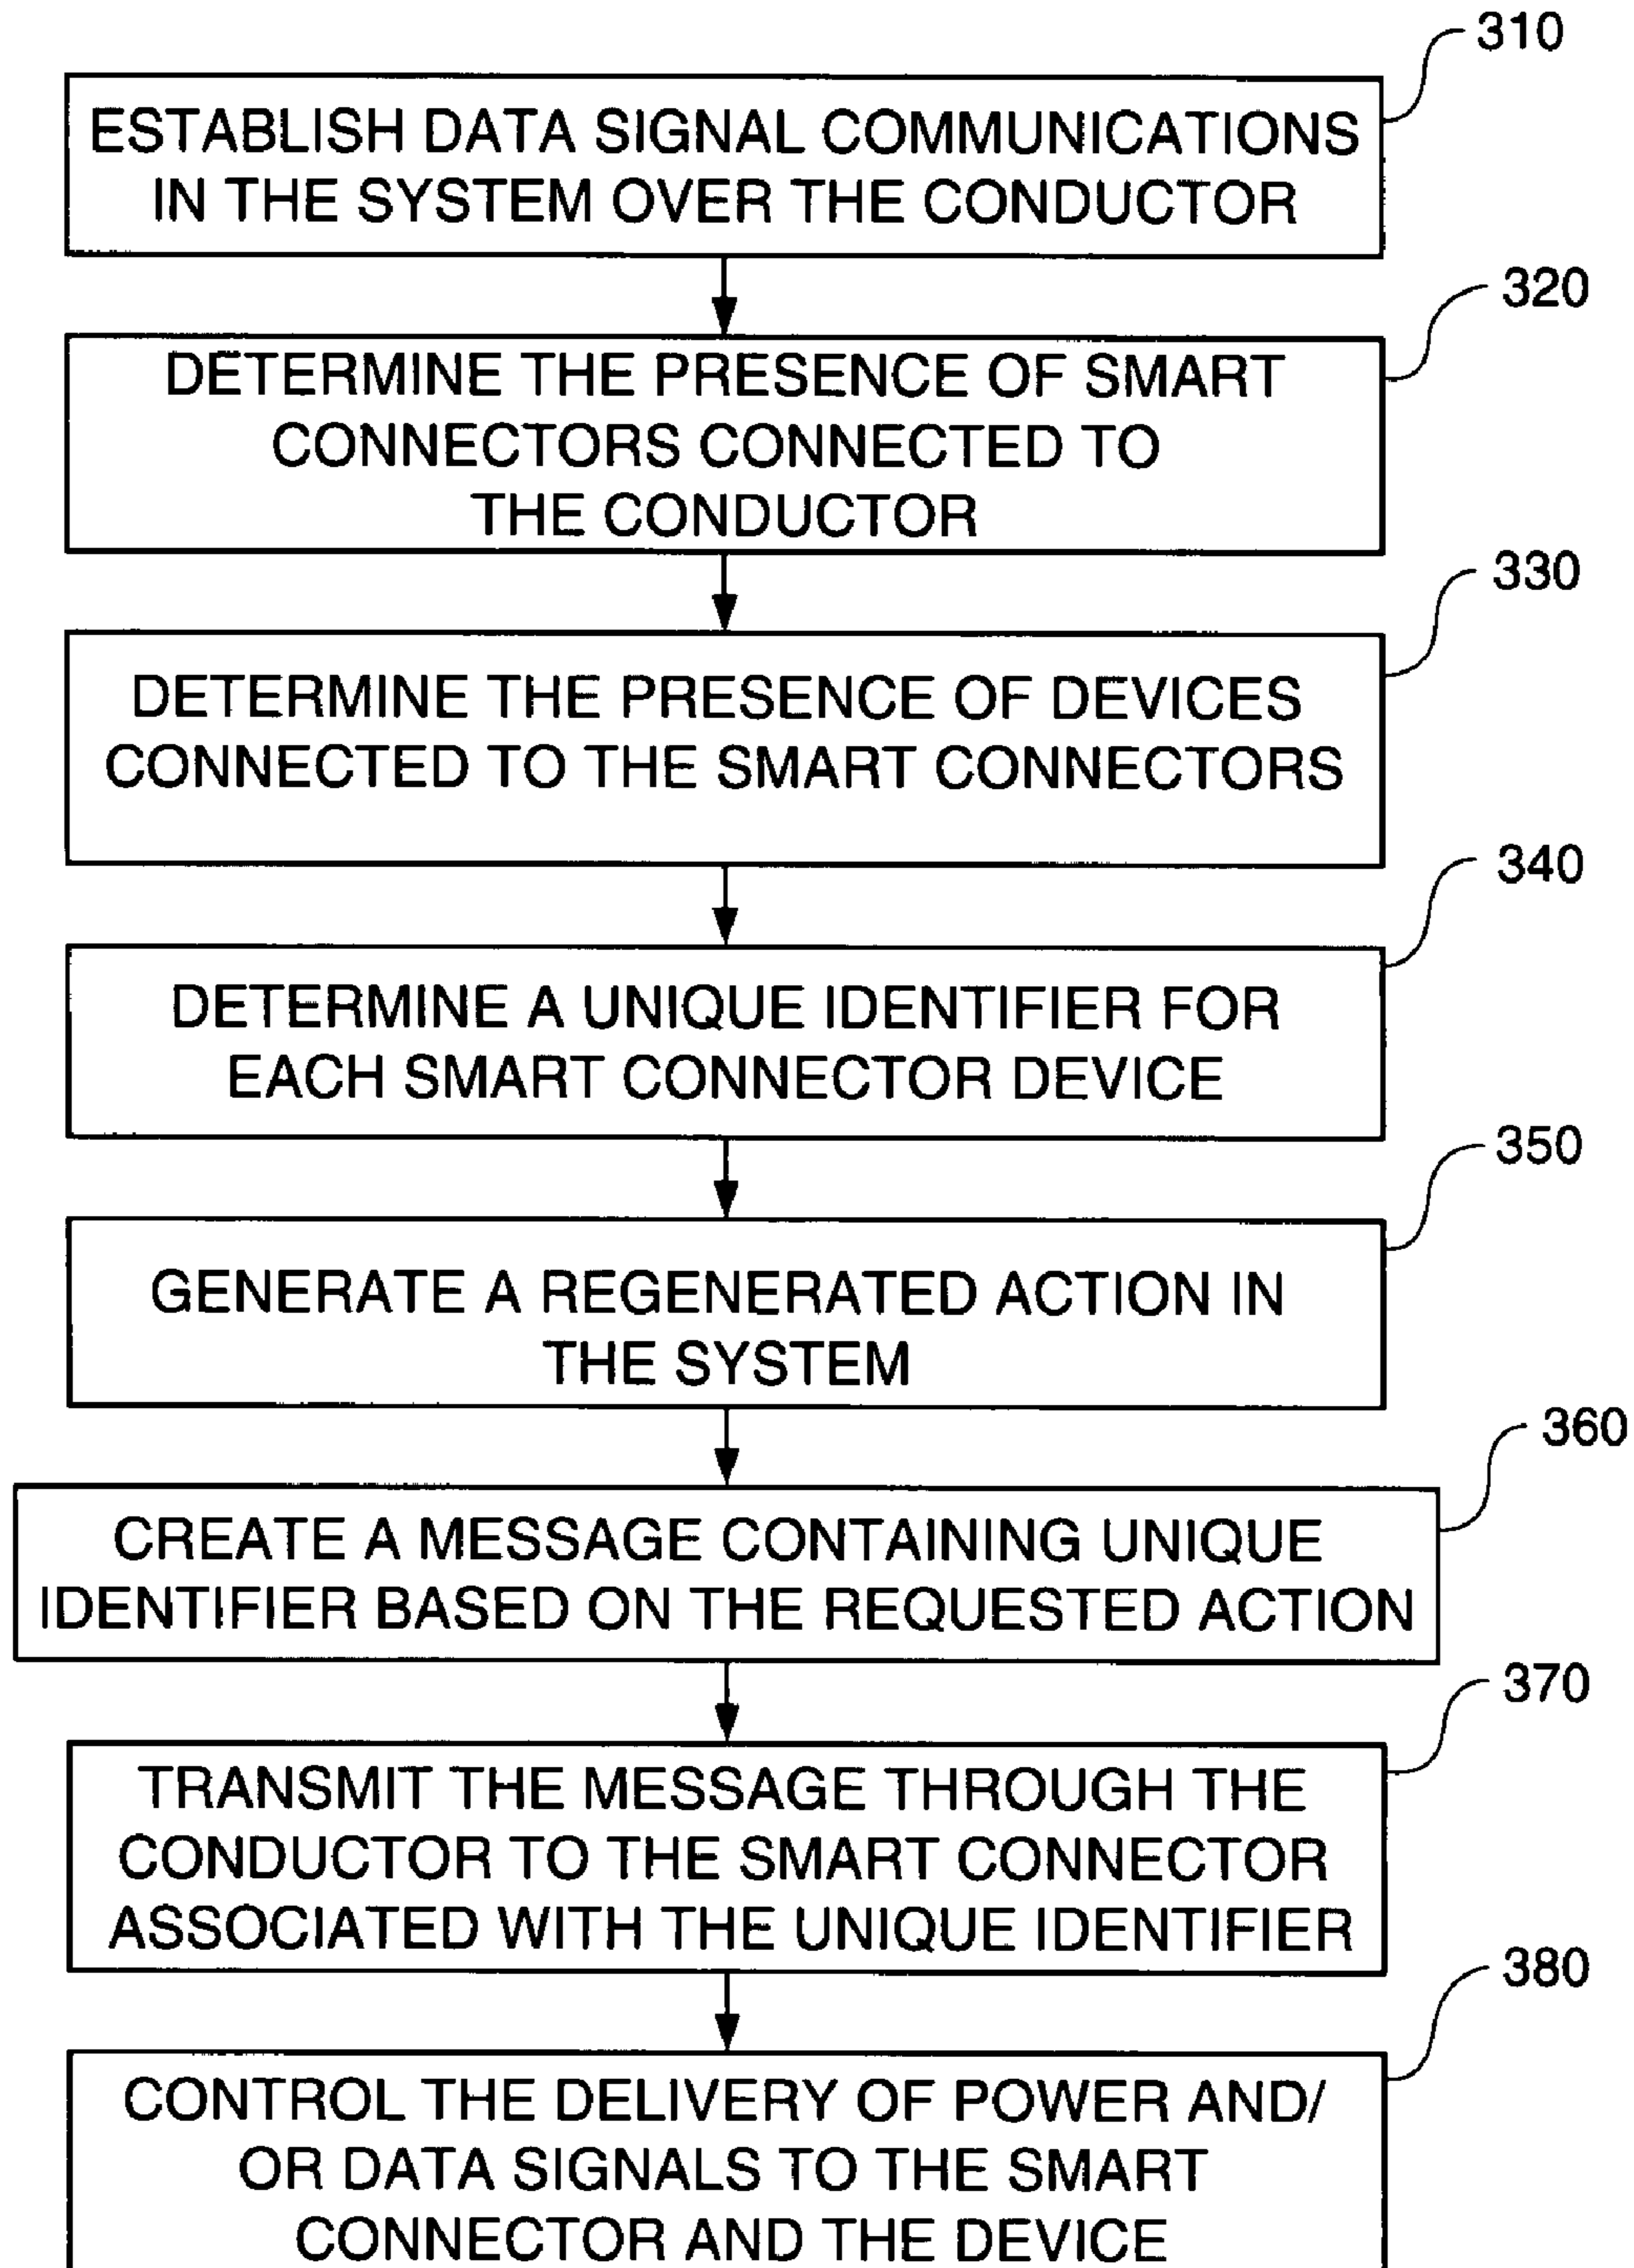 310
ESTABLISH DATA SIGNAL COMMUNICATIONS
IN THE SYSTEM OVER THE CONDUCTOR
320
DETERMINE THE PRESENCE OF SMART
CONNECTORS CONNECTED TO
THE CONDUCTOR
330
DETERMINE THE PRESENCE OF DEVICES
CONNECTED TO THE SMART CONNECTORS
340
DETERMINE A UNIQUE IDENTIFIER FOR
EACH SMART CONNECTOR DEVICE
350
GENERATE A REGENERATED ACTION IN
THE SYSTEM
360
CREATE A MESSAGE CONTAINING UNIQUE
IDENTIFIER BASED ON THE REQUESTED ACTION
370
TRANSMIT THE MESSAGE THROUGH THE
CONDUCTOR TO THE SMART CONNECTOR
ASSOCIATED WITH THE UNIQUE IDENTIFIER
380
CONTROL THE DELIVERY OF POWER AND/
OR DATA SIGNALS TO THE SMART
CONNECTOR AND THE DEVICE